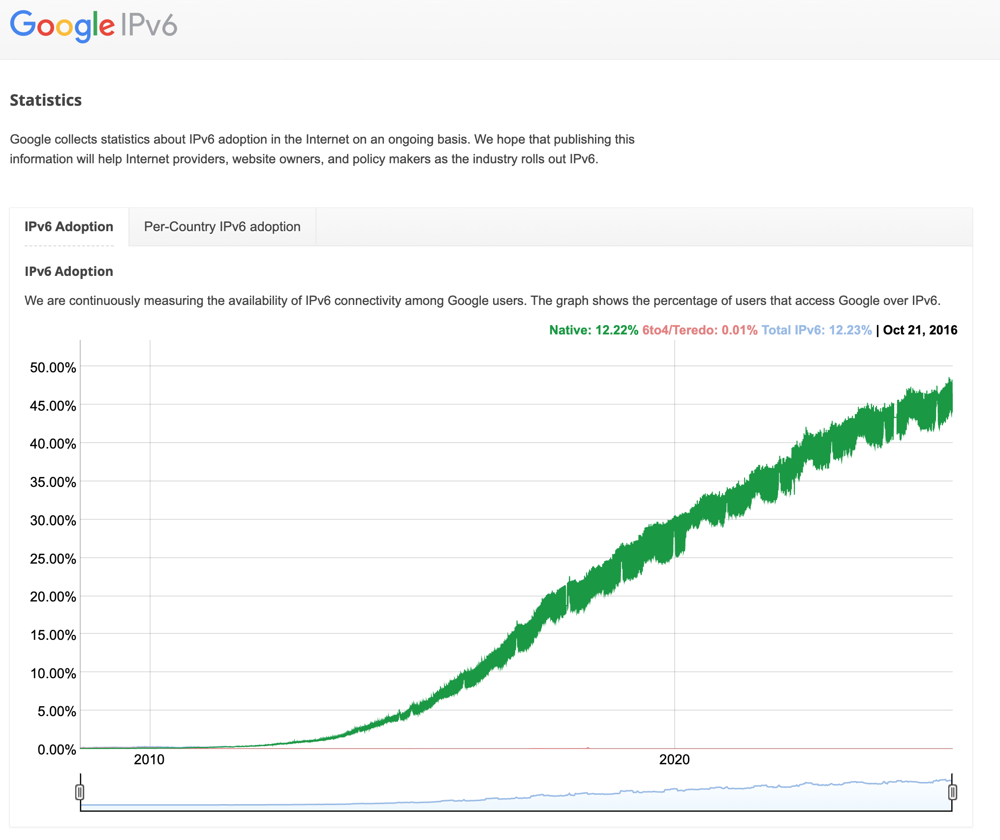 Google IPv6
Statistics
Google collects statistics about IPv6 adoption in the Internet on an ongoing basis. We hope that publishing this
information will help Internet providers, website owners, and policy makers as the industry rolls out IPv6.
IPv6 Adoption
Per-Country IPv6 adoption
IPv6 Adoption
We are continuously measuring the availability of IPv6 connectivity among Google users. The graph shows the percentage of users that access Google over IPv6.
Native: 12.22% 6to4/Teredo: 0.01% Total IPv6: 12.23% | Oct 21, 2016
50.00%
45.00%
40.00%
35.00%
30.00%
25.00%
20.00%
15.00%
10.00%
5.00%
0.00%
2010
2020